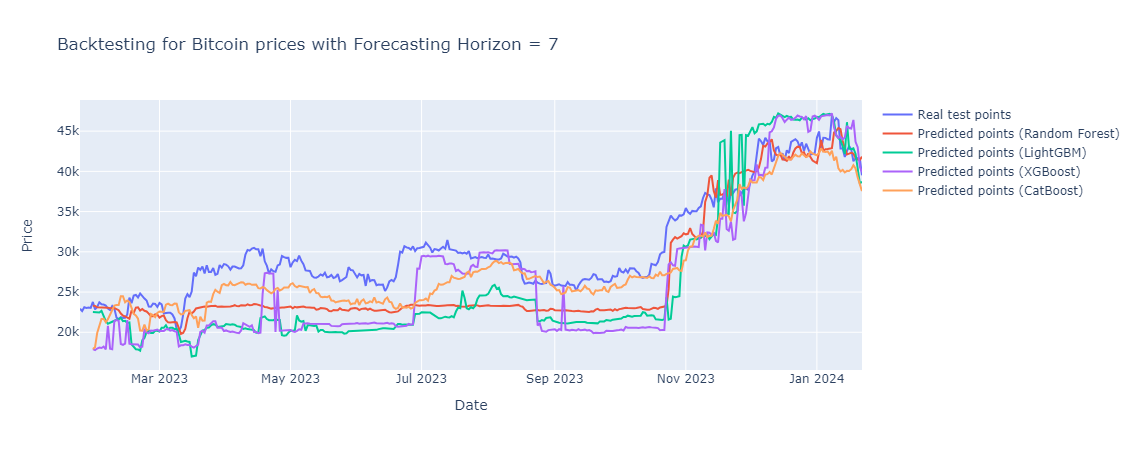 Backtesting for Bitcoin prices with Forecasting Horizon = 7
Real test points
Predicted points (Random Forest)
Predicted points (LightGBM)
Predicted points (XGBoost)
Predicted points (CatBoost)
Price
45k
40k
35k
30k
25k
20k
Mar 2023
May 2023
Jul 2023
Sep 2023
Nov 2023
Jan 2024
Date